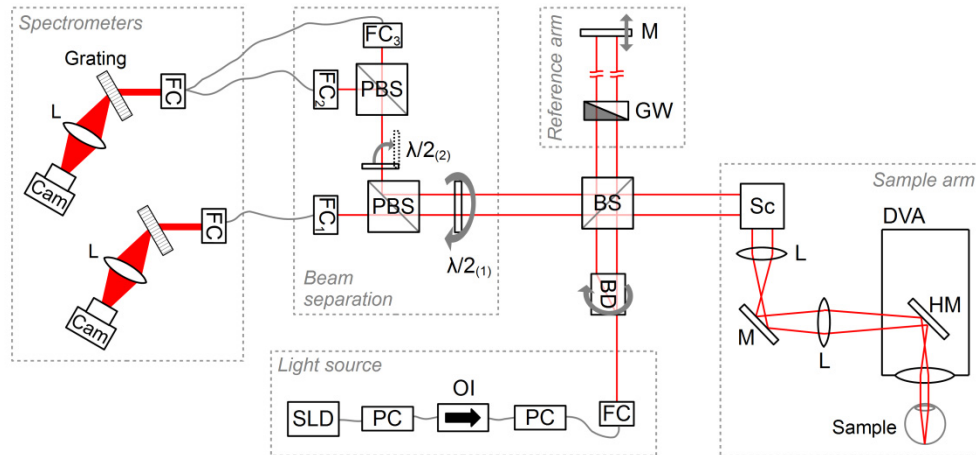 Spectrometers
Grating
L
Cam
FC
L
Cam
FC
FC3
FC2
PBS
λ/2(2)
FC1
PBS
λ/2(1)
Beam
separation
Reference arm
M
GW
BS
BD
Light source
SLD
PC
OI
PC
FC
Sample arm
Sc
L
M
L
DVA
HM
Sample